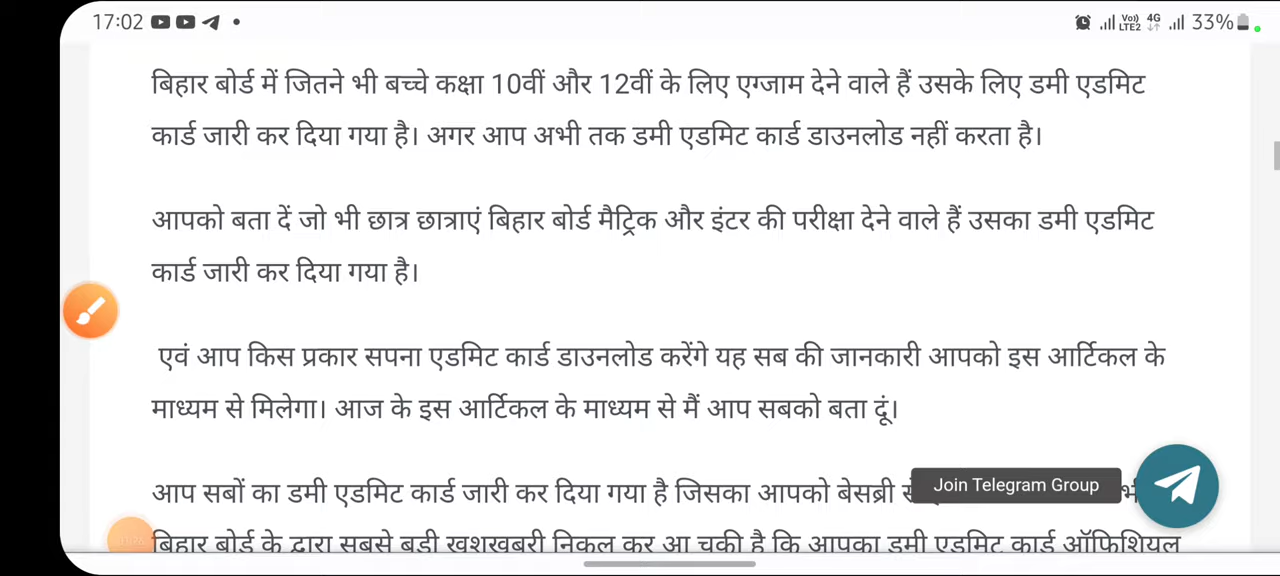 17:02
Vo)) LTE2 4G 33%
बिहार बोर्ड में जितने भी बच्चे कक्षा 10वीं और 12वीं के लिए एग्जाम देने वाले हैं उसके लिए डमी एडमिट
कार्ड जारी कर दिया गया है। अगर आप अभी तक डमी एडमिट कार्ड डाउनलोड नहीं करता है।
आपको बता दें जो भी छात्र छात्राएं बिहार बोर्ड मैट्रिक और इंटर की परीक्षा देने वाले हैं उसका डमी एडमिट
कार्ड जारी कर दिया गया है।
एवं आप किस प्रकार सपना एडमिट कार्ड डाउनलोड करेंगे यह सब की जानकारी आपको इस आर्टिकल के
माध्यम से मिलेगा। आज के इस आर्टिकल के माध्यम से मैं आप सबको बता दूं।
आप सबों का डमी एडमिट कार्ड जारी कर दिया गया है जिसका आपको बेसब्री
Join Telegram Group
बिहार बोर्ड के द्वारा सबसे बड़ी खुशखबरी निकल कर आ चुकी है कि आपका डमी एडमिट कार्ड ऑफिशियल